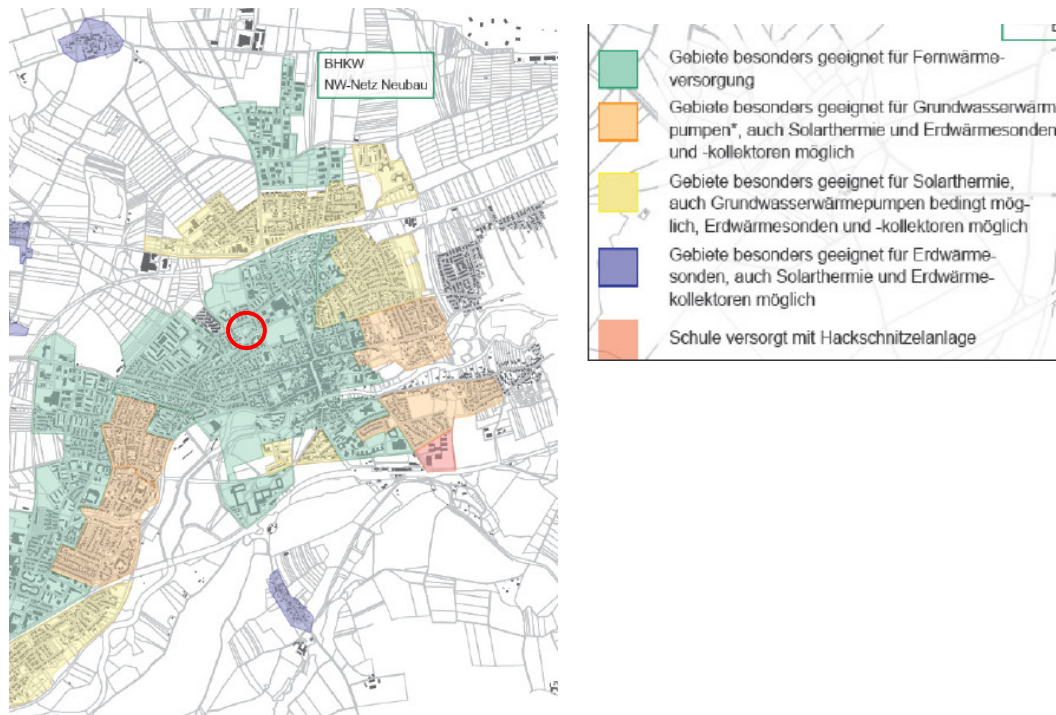 BHKW
NW-Netz Neubau
Gebiete besonders geeignet für Fernwärme-
versorgung
Gebiete besonders geeignet für Grundwasserwärm
pumpen*, auch Solarthermie und Erdwärmesonden
und -kollektoren möglich
Gebiete besonders geeignet für Solarthermie,
auch Grundwasserwärmepumpen bedingt mög-
lich, Erdwärmesonden und -kollektoren möglich
Gebiete besonders geeignet für Erdwärme-
sonden, auch Solarthermie und Erdwärme-
kollektoren möglich
Schule versorgt mit Hackschnitzelanlage